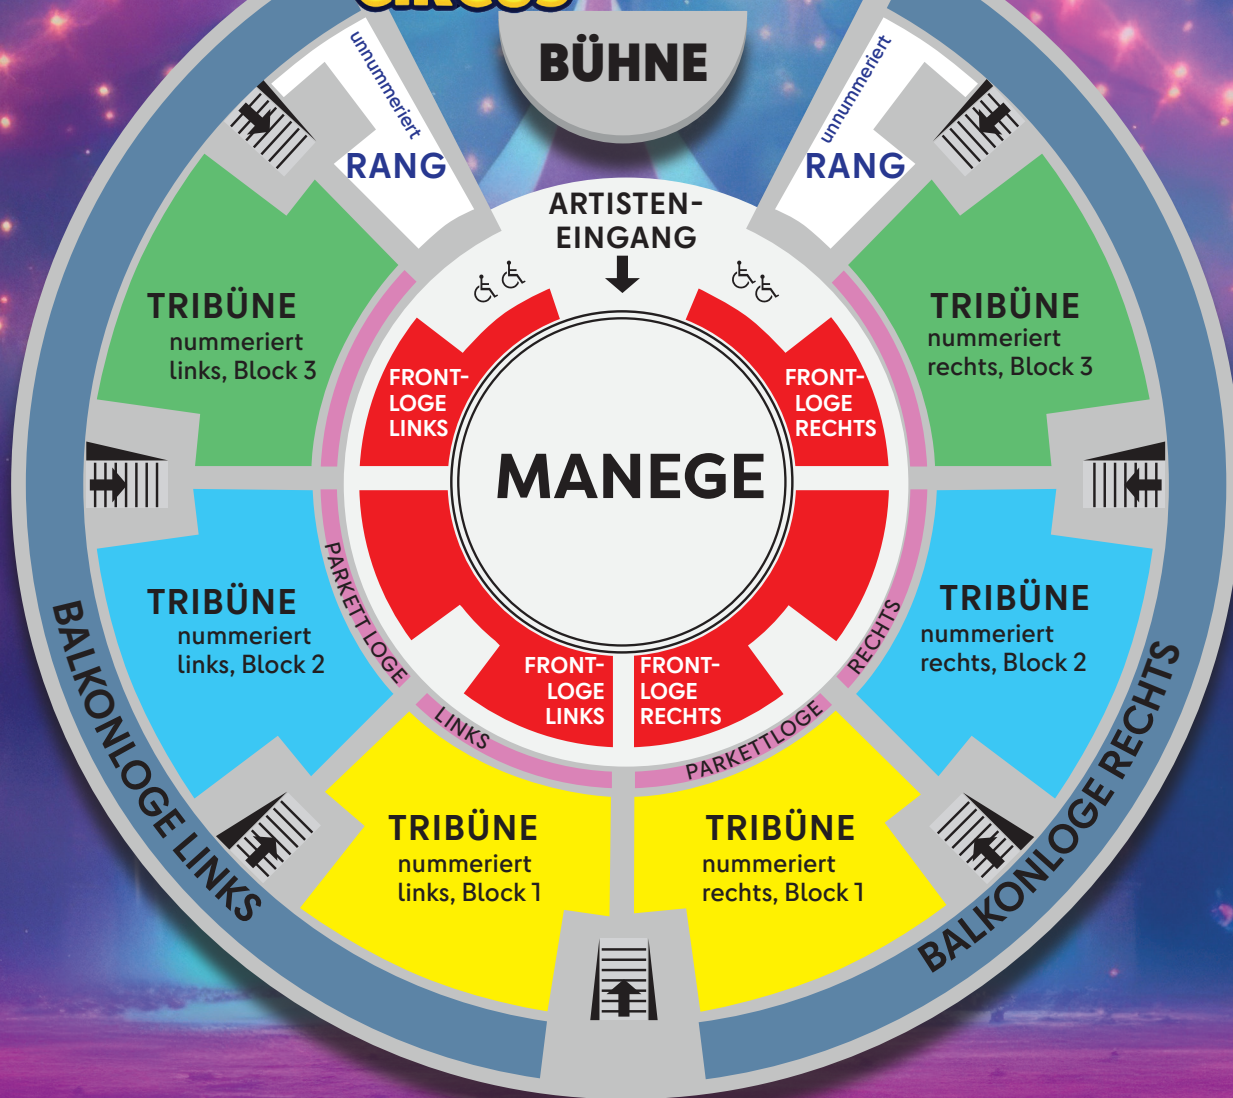 CIRCUS
BÜHNE
unnummeriert
RANG
unnummeriert
RANG
ARTISTEN-
EINGANG
TRIBÜNE
nummeriert
links, Block 3
TRIBÜNE
nummeriert
rechts, Block 3
FRONT-
LOGE
LINKS
FRONT-
LOGE
RECHTS
MANEGE
TRIBÜNE
nummeriert
links, Block 2
TRIBÜNE
nummeriert
rechts, Block 2
PARKETT LOGE
LINKS
PARKETTLOGE
RECHTS
FRONT-
LOGE
LINKS
FRONT-
LOGE
RECHTS
BALKONLOGE LINKS
BALKONLOGE RECHTS
TRIBÜNE
nummeriert
links, Block 1
TRIBÜNE
nummeriert
rechts, Block 1